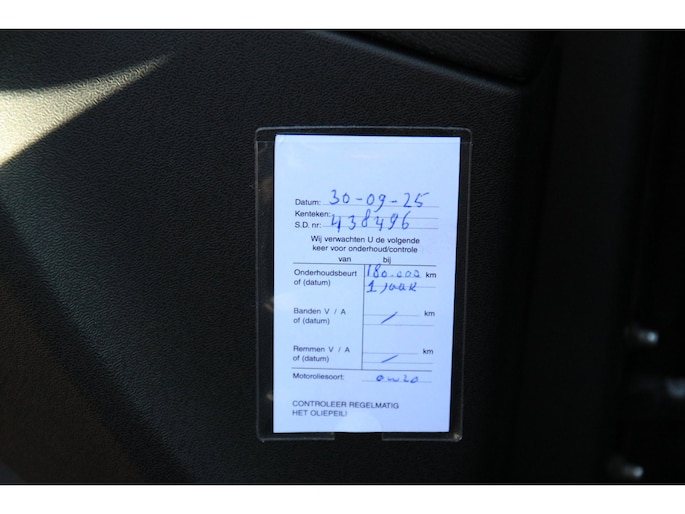 Datum: 30-09-25
Kenteken:
S.D. nr: 438496
Wij verwachten U de volgende
keer voor onderhoud/controle
van bij
Onderhoudsbeurt 180.000 km
of (datum) 1 jaar
Banden V / A / km
of (datum)
Remmen V / A km
of (datum) /
Motoroliesoort: 0w20
CONTROLEER REGELMATIG
HET OLIEPEIL!